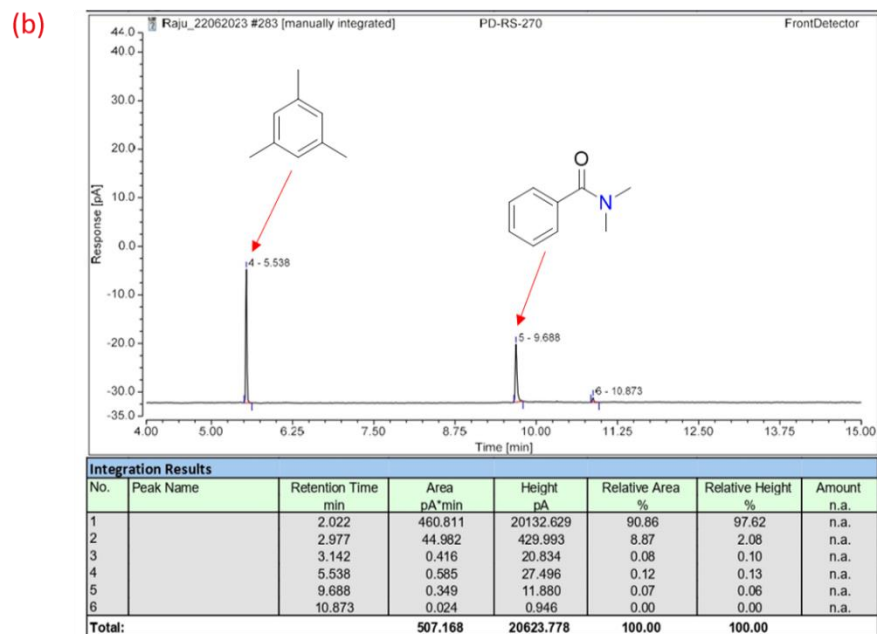 (b)
Raju_22062023 #283 [manually integrated] PD-RS-270 FrontDetector
44.0
40.0
30.0
20.0
10.0
0.0
-10.0
-20.0
-30.0
-35.0
Response [pA]
O
N
4 - 5.538
5 - 9.688
6 - 10.873
4.00 5.00 6.25 7.50 8.75 10.00 11.25 12.50 13.75 15.00
Time [min]
Integration Results
No. Peak Name Retention Time Area Height Relative Area Relative Height Amount
min pA*min pA % % n.a.
1 2.022 460.811 20132.629 90.86 97.62 n.a.
2 2.977 44.982 429.993 8.87 2.08 n.a.
3 3.142 0.416 20.834 0.08 0.10 n.a.
4 5.538 0.585 27.496 0.12 0.13 n.a.
5 9.688 0.349 11.880 0.07 0.06 n.a.
6 10.873 0.024 0.946 0.00 0.00 n.a.
Total: 507.168 20623.778 100.00 100.00